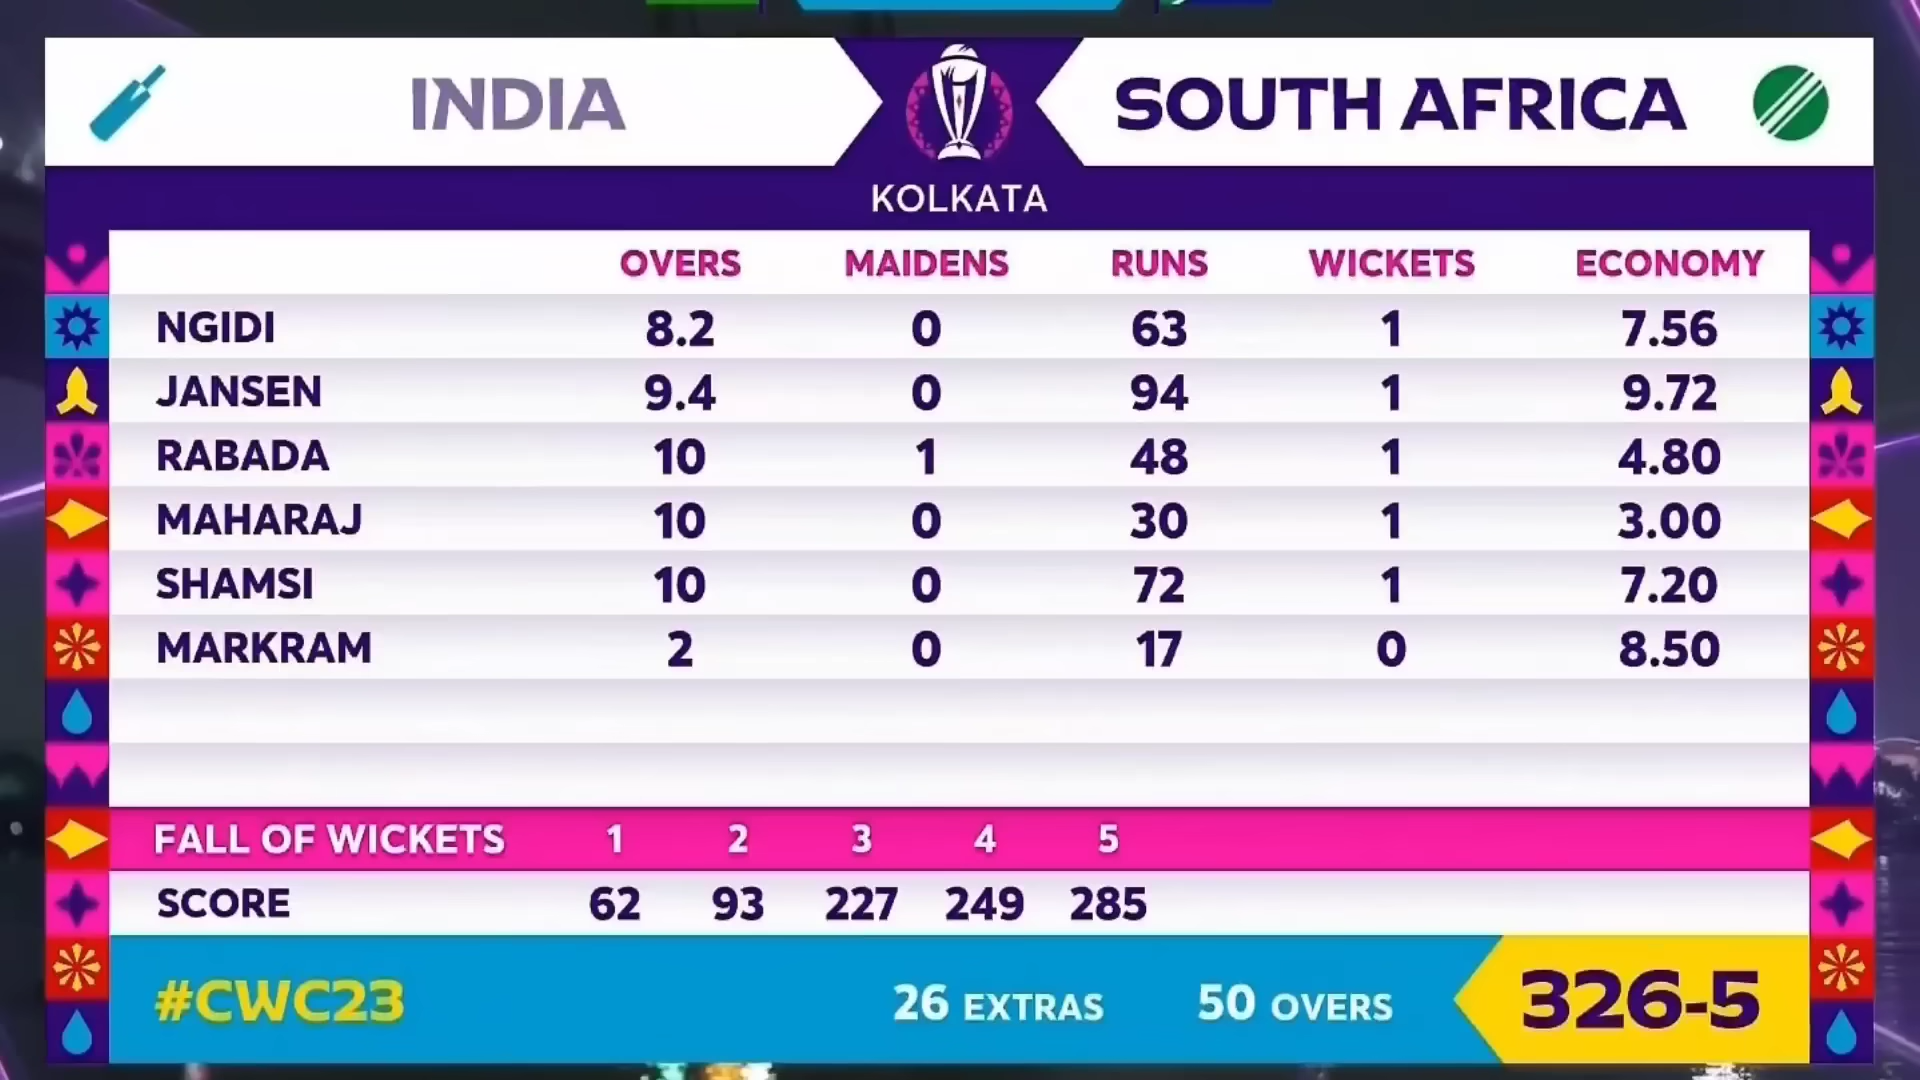 INDIA SOUTH AFRICA
KOLKATA
OVERS MAIDENS RUNS WICKETS ECONOMY
NGIDI 8.2 0 63 1 7.56
JANSEN 9.4 0 94 1 9.72
RABADA 10 1 48 1 4.80
MAHARAJ 10 0 30 1 3.00
SHAMSI 10 0 72 1 7.20
MARKRAM 2 0 17 0 8.50
FALL OF WICKETS 1 2 3 4 5
SCORE 62 93 227 249 285
#CWC23 26 EXTRAS 50 OVERS 326-5